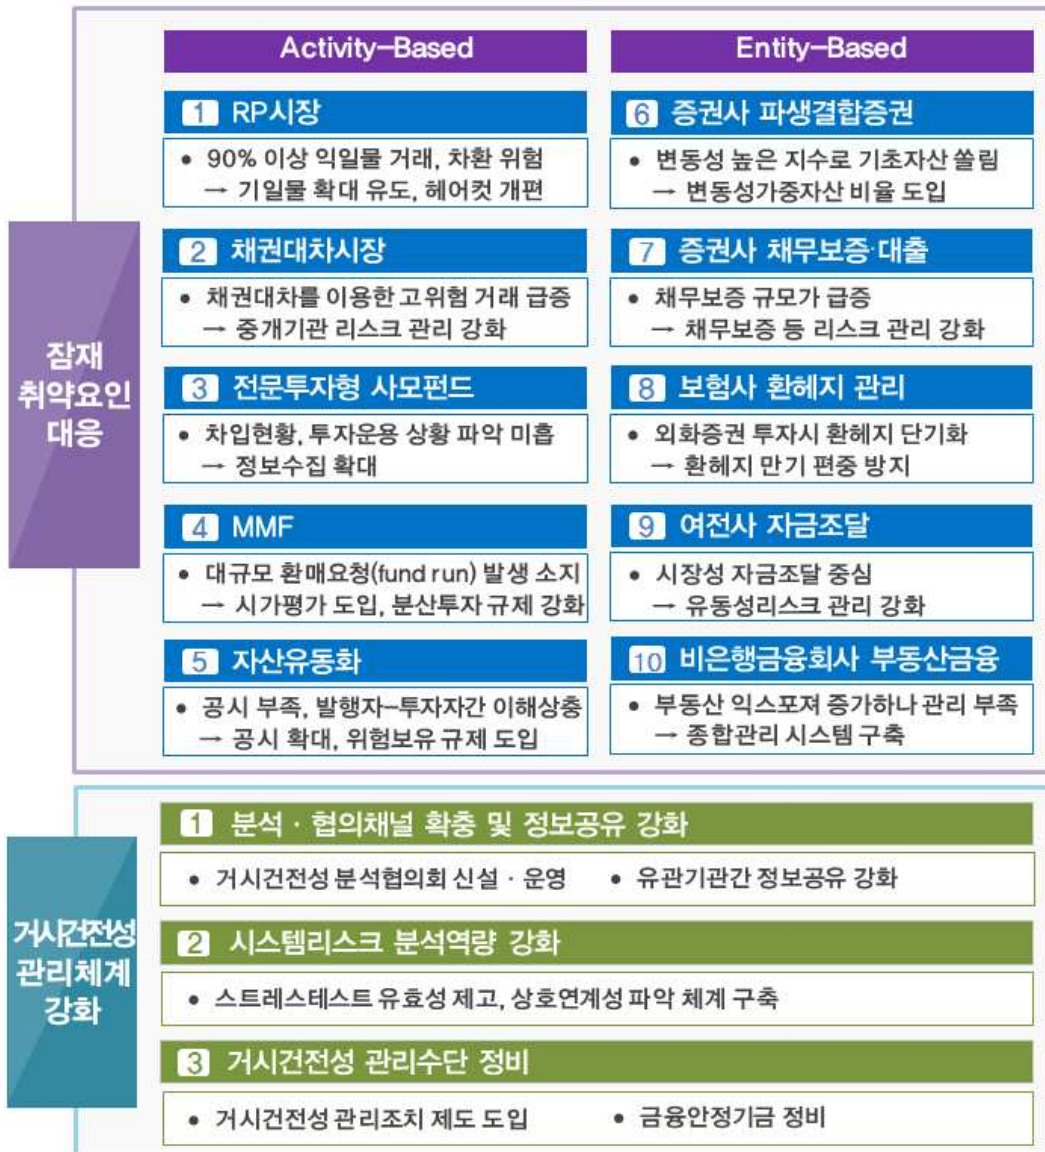 잠재
취약요인
대응
Activity-Based
1 RP시장
• 90% 이상 익일물 거래, 차환 위험
→ 기일물 확대 유도, 헤어컷 개편
2 채권대차시장
• 채권대차를 이용한 고위험 거래 급증
→ 중개기관 리스크 관리 강화
3 전문투자형 사모펀드
• 차입현황, 투자운용 상황 파악 미흡
→ 정보수집 확대
4 MMF
• 대규모 환매요청(fund run) 발생 소지
→ 시가평가 도입, 분산투자 규제 강화
5 자산유동화
• 공시 부족, 발행자-투자자간 이해상충
→ 공시 확대, 위험보유 규제 도입
Entity-Based
6 증권사 파생결합증권
• 변동성 높은 지수로 기초자산 쏠림
→ 변동성가중자산 비율 도입
7 증권사 채무보증·대출
• 채무보증 규모가 급증
→ 채무보증 등 리스크 관리 강화
8 보험사 환헤지 관리
• 외화증권 투자시 환헤지 단기화
→ 환헤지 만기 편중 방지
9 여전사 자금조달
• 시장성 자금조달 중심
→ 유동성리스크 관리 강화
10 비은행금융회사 부동산금융
• 부동산 익스포져 증가하나 관리 부족
→ 종합관리 시스템 구축
거시건전성
관리체계
강화
1 분석 · 협의채널 확충 및 정보공유 강화
• 거시건전성 분석협의회 신설 · 운영 • 유관기관간 정보공유 강화
2 시스템리스크 분석역량 강화
• 스트레스테스트 유효성 제고, 상호연계성 파악 체계 구축
3 거시건전성 관리수단 정비
• 거시건전성 관리조치 제도 도입 • 금융안정기금 정비